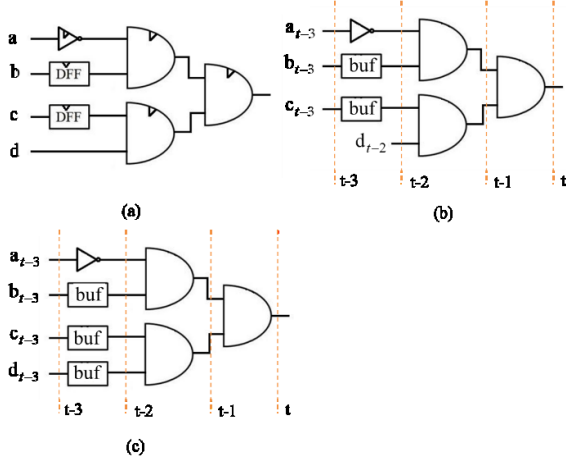 a
b DFF
c DFF
d
(a)
a_{t-3}
b_{t-3} buf
c_{t-3} buf
d_{t-2}
t-3 t-2 t-1 t
(b)
a_{t-3}
b_{t-3} buf
c_{t-3} buf
d_{t-3} buf
t-3 t-2 t-1 t
(c)